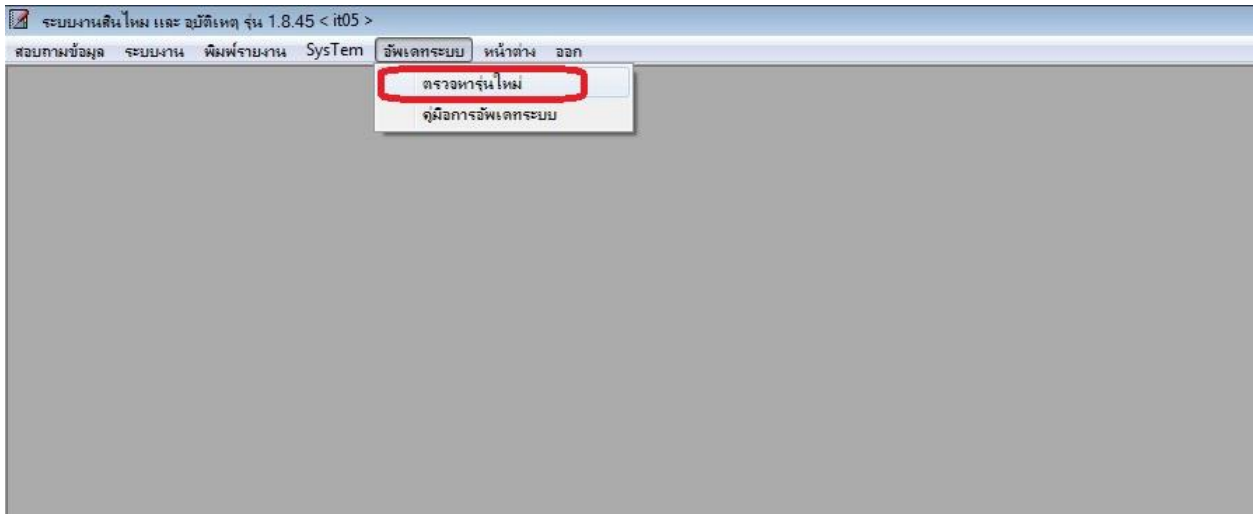 ระบบงานสินไหม และ อุบัติเหตุ รุ่น 1.8.45 < it05 >
สอบถามข้อมูล ระบบงาน พิมพ์รายงาน SysTem อัพเดทระบบ หน้าต่าง ออก
ตรวจหารุ่นใหม่
คู่มือการอัพเดทระบบ